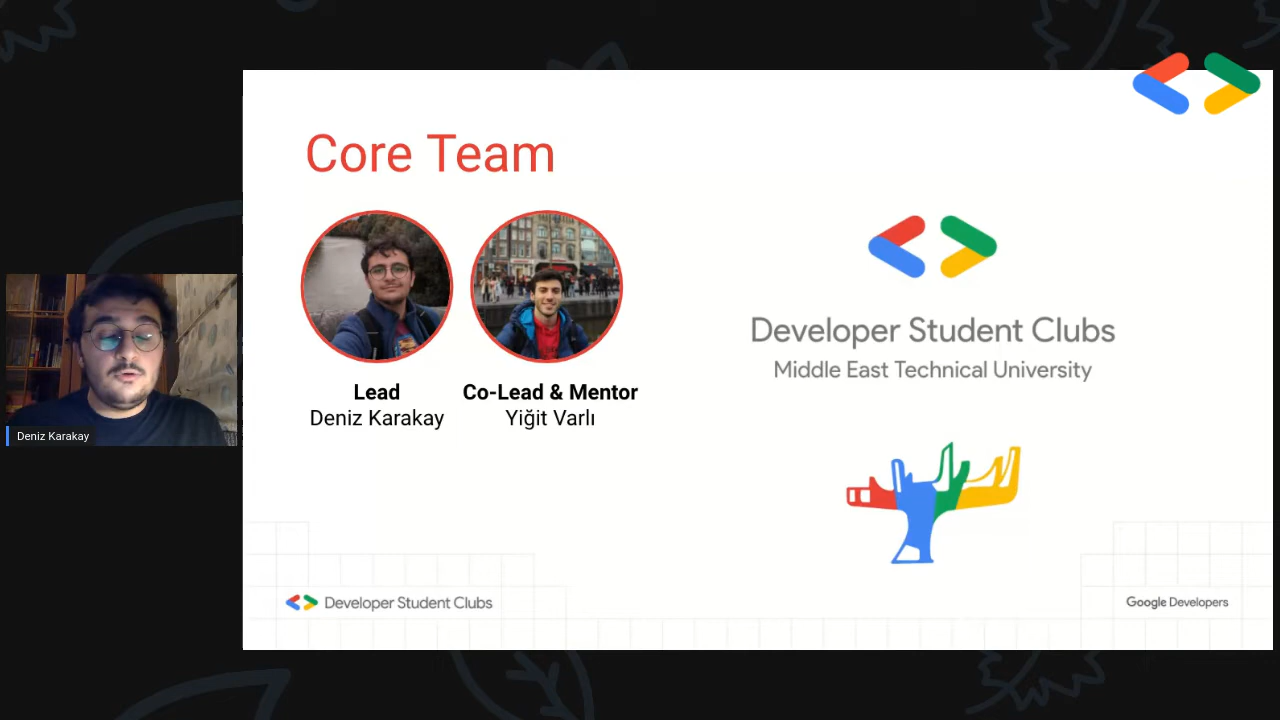 Core Team
Lead
Deniz Karakay
Co-Lead & Mentor
Yiğit Varlı
Developer Student Clubs
Middle East Technical University
Deniz Karakay
Developer Student Clubs
Google Developers